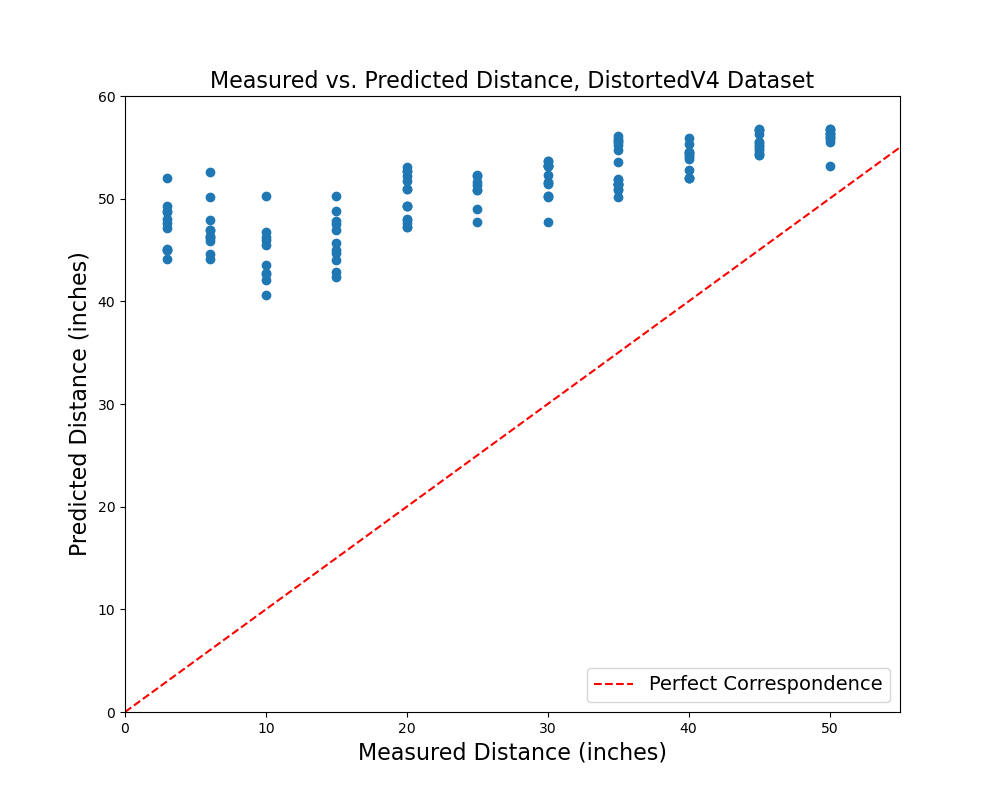 Measured vs. Predicted Distance, DistortedV4 Dataset
60
50
40
30
20
10
0
Predicted Distance (inches)
Perfect Correspondence
0 10 20 30 40 50
Measured Distance (inches)